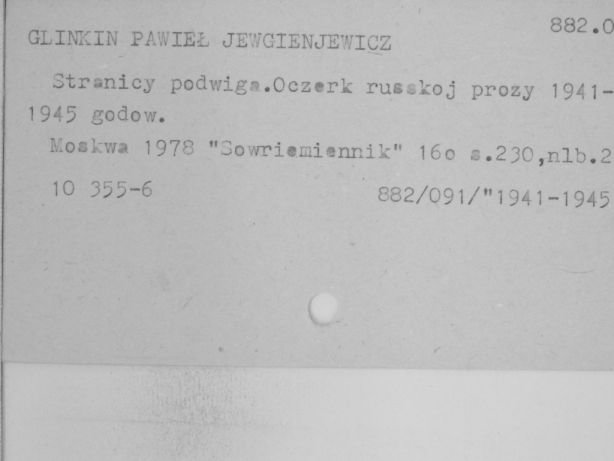 882.0
GLINKIN PAWIEŁ JEWGIENJEWICZ
Stranicy podwiga.Oczerk russkoj prozy 1941-
1945 godow.
Moskwa 1978 "Sowriemiennik" 16o s.230,nlb.2
10 355-6
882/091/"1941-1945